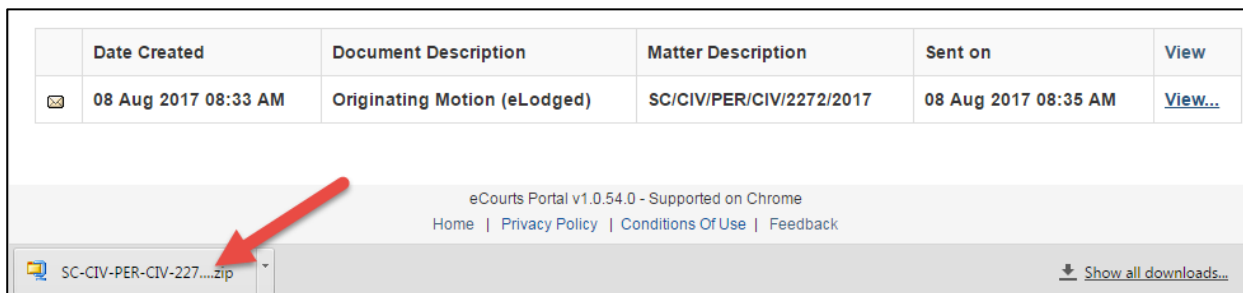 Date Created Document Description Matter Description Sent on View
08 Aug 2017 08:33 AM Originating Motion (eLodged) SC/CIV/PER/CIV/2272/2017 08 Aug 2017 08:35 AM View...
eCourts Portal v1.0.54.0 - Supported on Chrome
Home | Privacy Policy | Conditions Of Use | Feedback
SC-CIV-PER-CIV-227....zip Show all downloads...